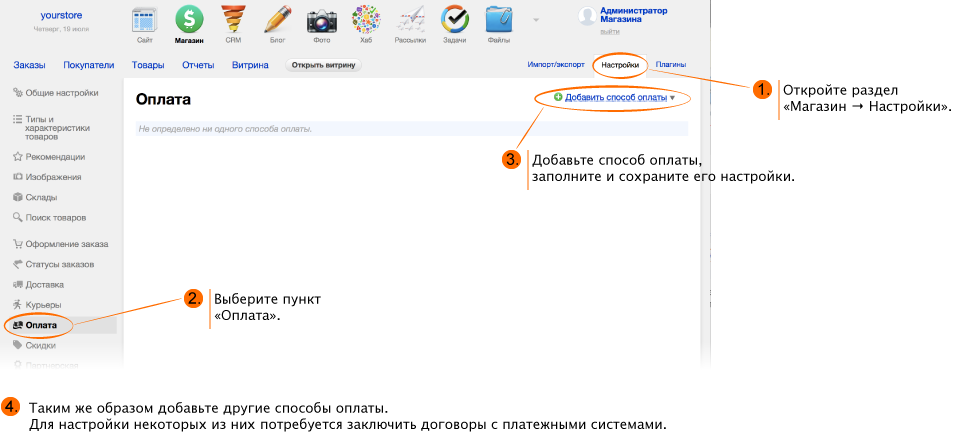 yourstore
Четверг, 18 июля
Сайт
Магазин
CRM
Блог
Фото
Хаб
Рассылки
Задачи
Файлы
Администратор
Магазина
выйти
Заказы
Покупатели
Товары
Отчеты
Витрина
Открыть витрину
Импорт/экспорт
Настройки
Плагины
Общие настройки
Типы и
характеристики
товаров
Рекомендации
Изображения
Склады
Поиск товаров
Оформление заказа
Статусы заказов
Доставка
Курьеры
Оплата
Скидки
Партнерская
Оплата
Добавить способ оплаты
Не определено ни одного способа оплаты.
1. Откройте раздел
«Магазин → Настройки».
3. Добавьте способ оплаты,
заполните и сохраните его настройки.
2. Выберите пункт
«Оплата».
4. Таким же образом добавьте другие способы оплаты.
Для настройки некоторых из них потребуется заключить договоры с платежными системами.